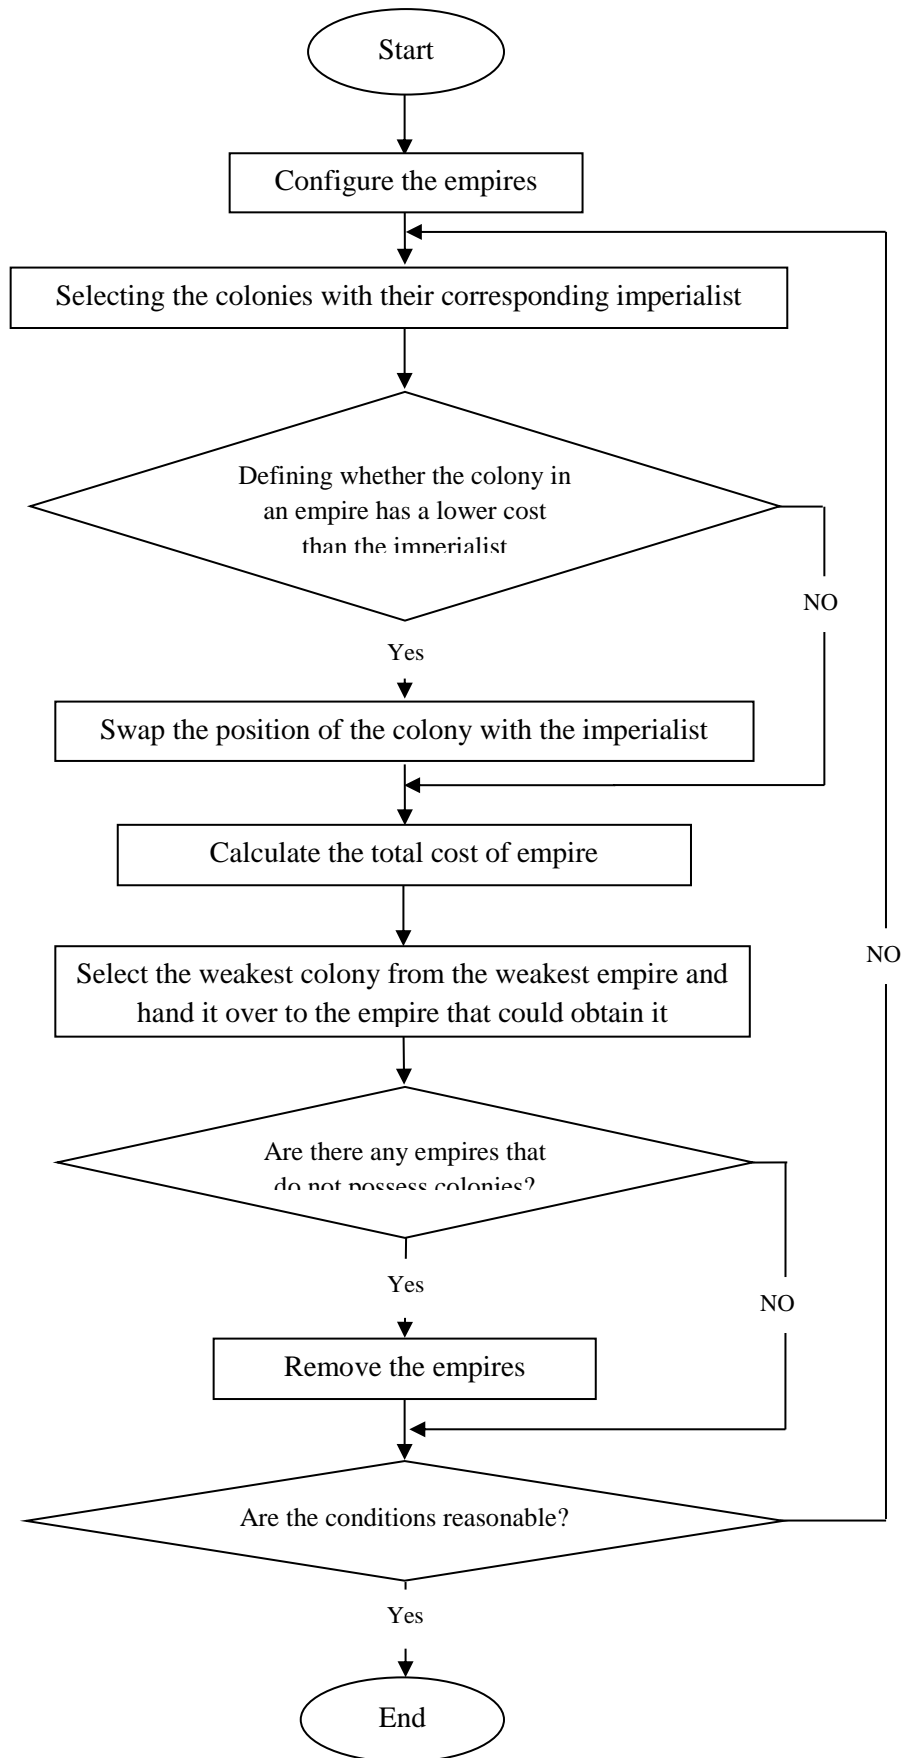 Start
Configure the empires
Selecting the colonies with their corresponding imperialist
Defining whether the colony in
an empire has a lower cost
than the imperialist
NO
Yes
Swap the position of the colony with the imperialist
Calculate the total cost of empire
Select the weakest colony from the weakest empire and
hand it over to the empire that could obtain it
NO
Are there any empires that
do not possess colonies?
Yes
NO
Remove the empires
Are the conditions reasonable?
Yes
End